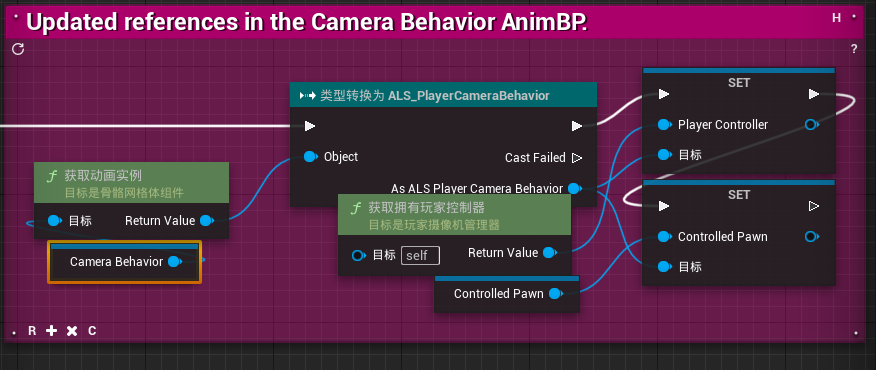 Updated references in the Camera Behavior AnimBP.
H
?
类型转换为 ALS_PlayerCameraBehavior
Object
Cast Failed
As ALS Player Camera Behavior
SET
Player Controller
目标
SET
Controlled Pawn
目标
f 获取动画实例
目标是骨骼网格体组件
目标
Return Value
Camera Behavior
f 获取拥有玩家控制器
目标是玩家摄像机管理器
目标
self
Return Value
Controlled Pawn
R
C